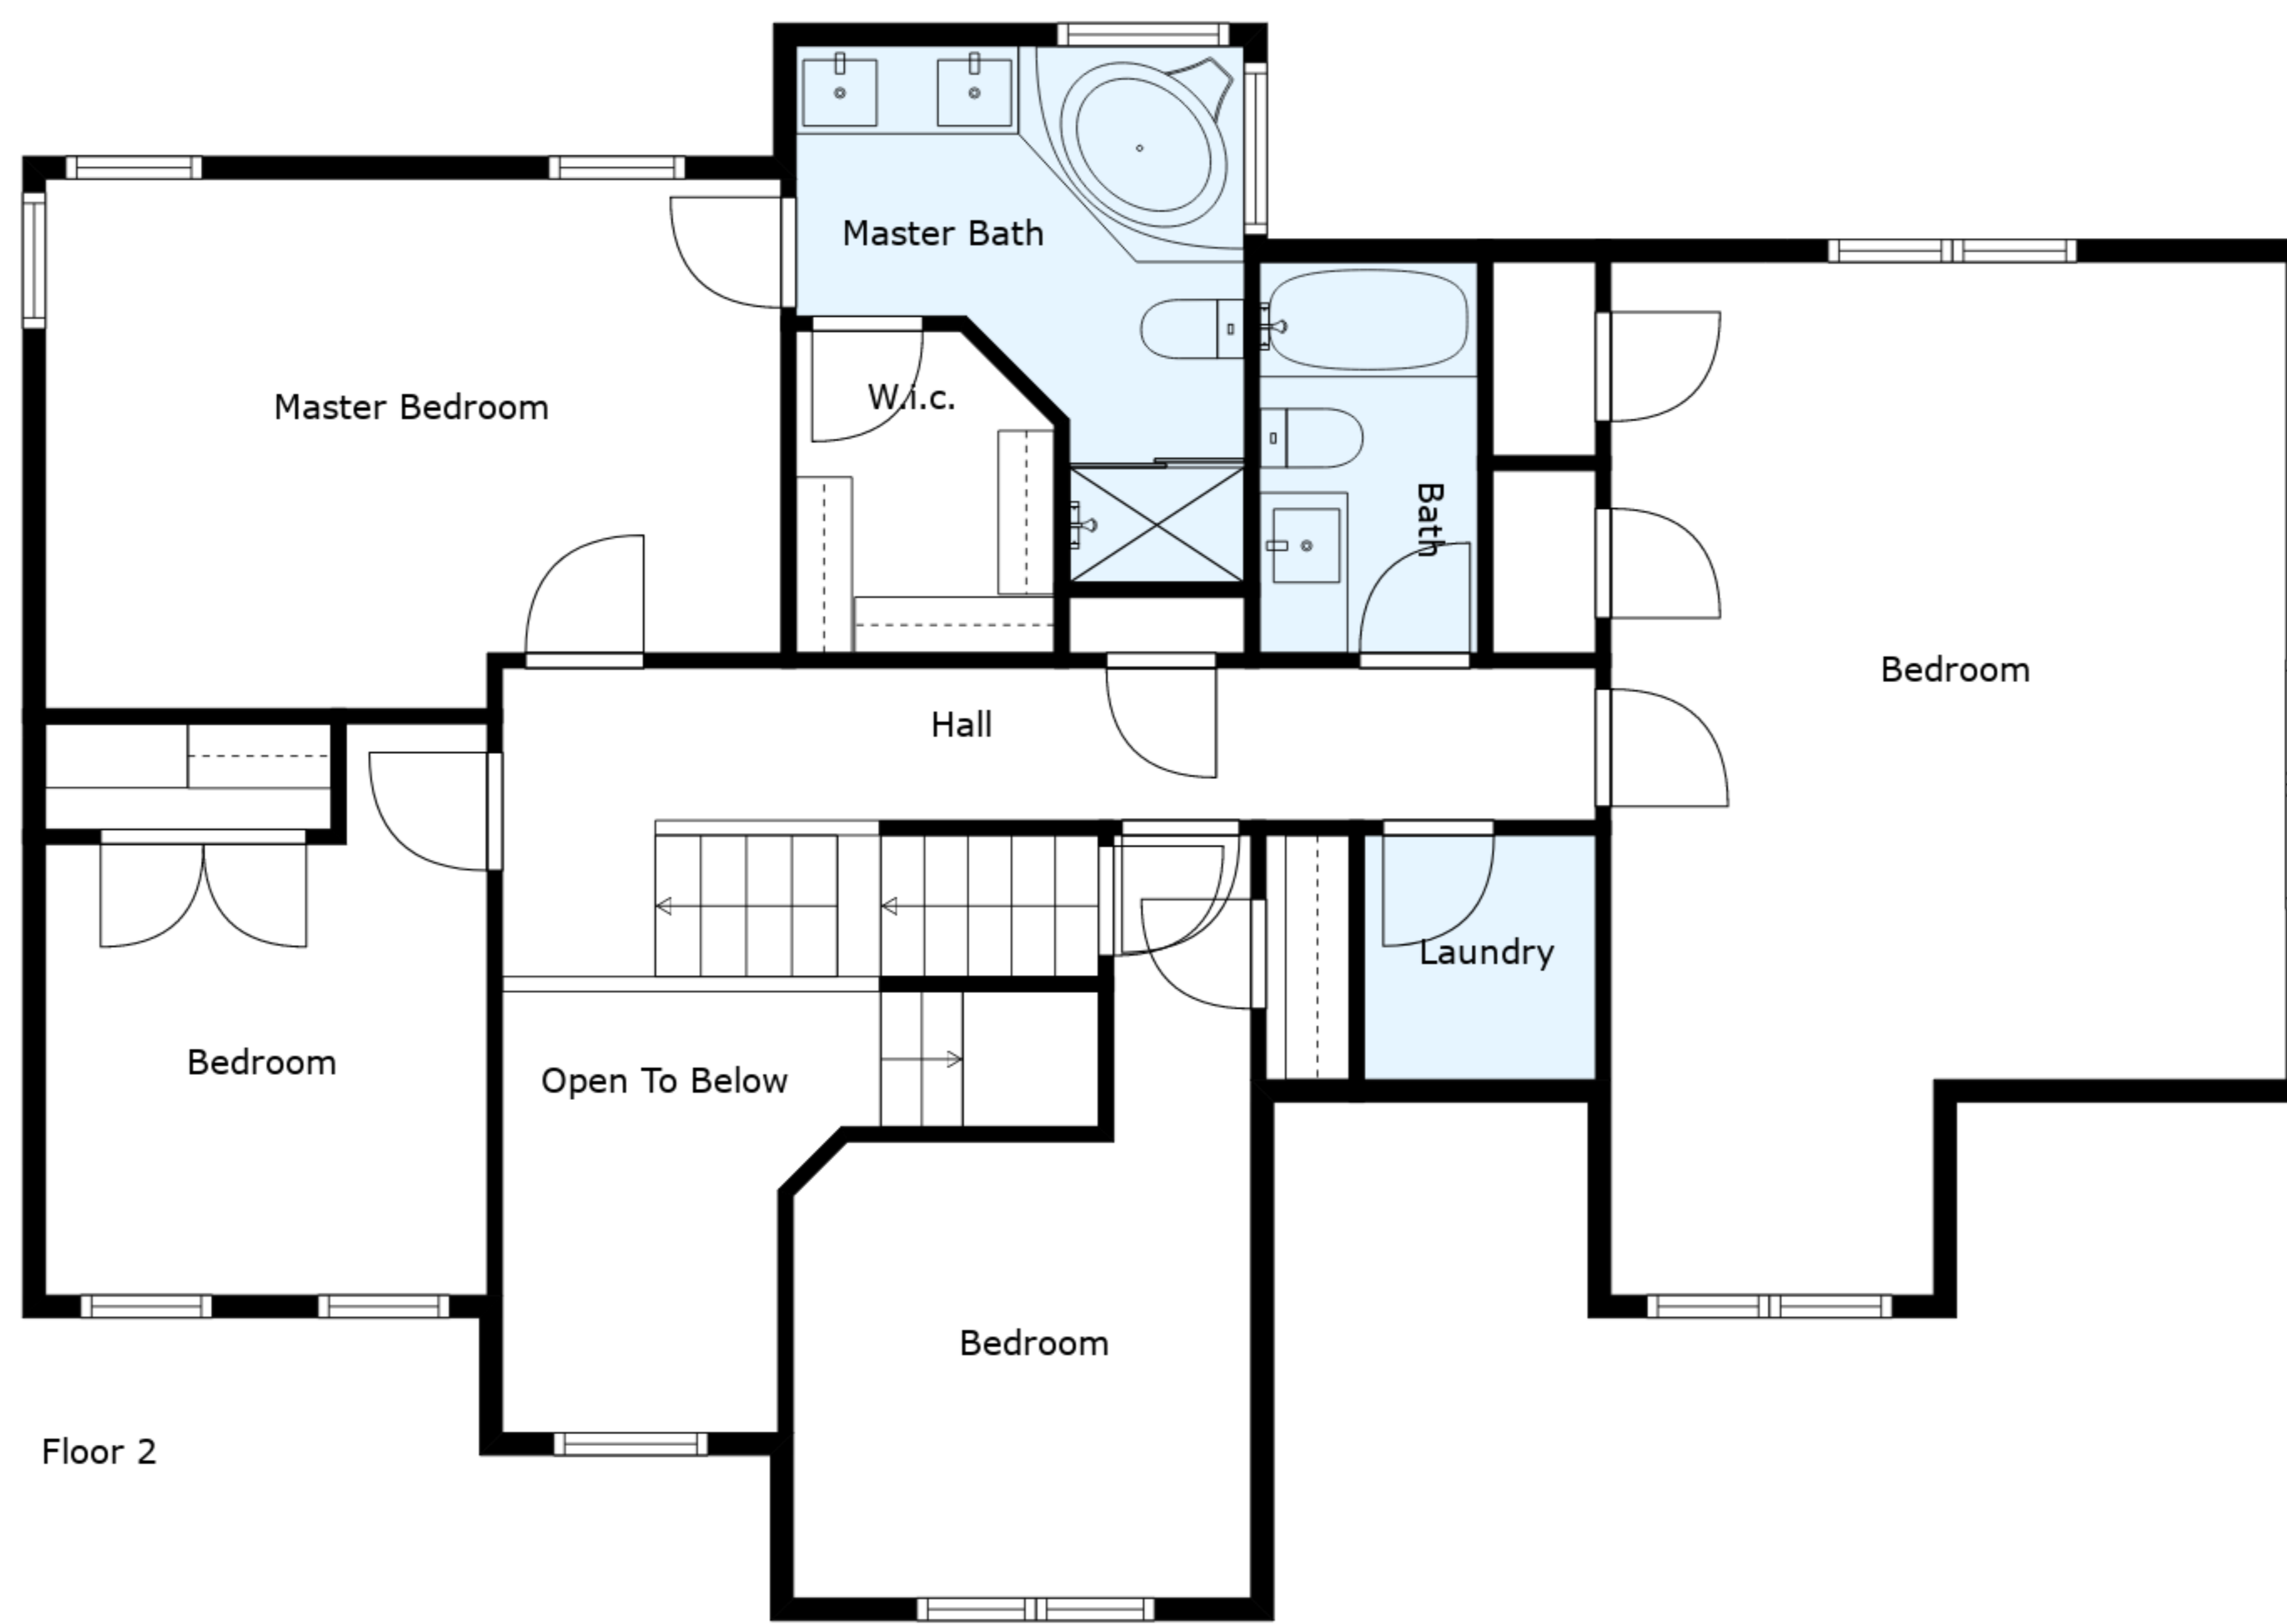 Master Bath
Master Bedroom
W.i.c.
Bath
Bedroom
Hall
Laundry
Bedroom
Open To Below
Bedroom
Floor 2